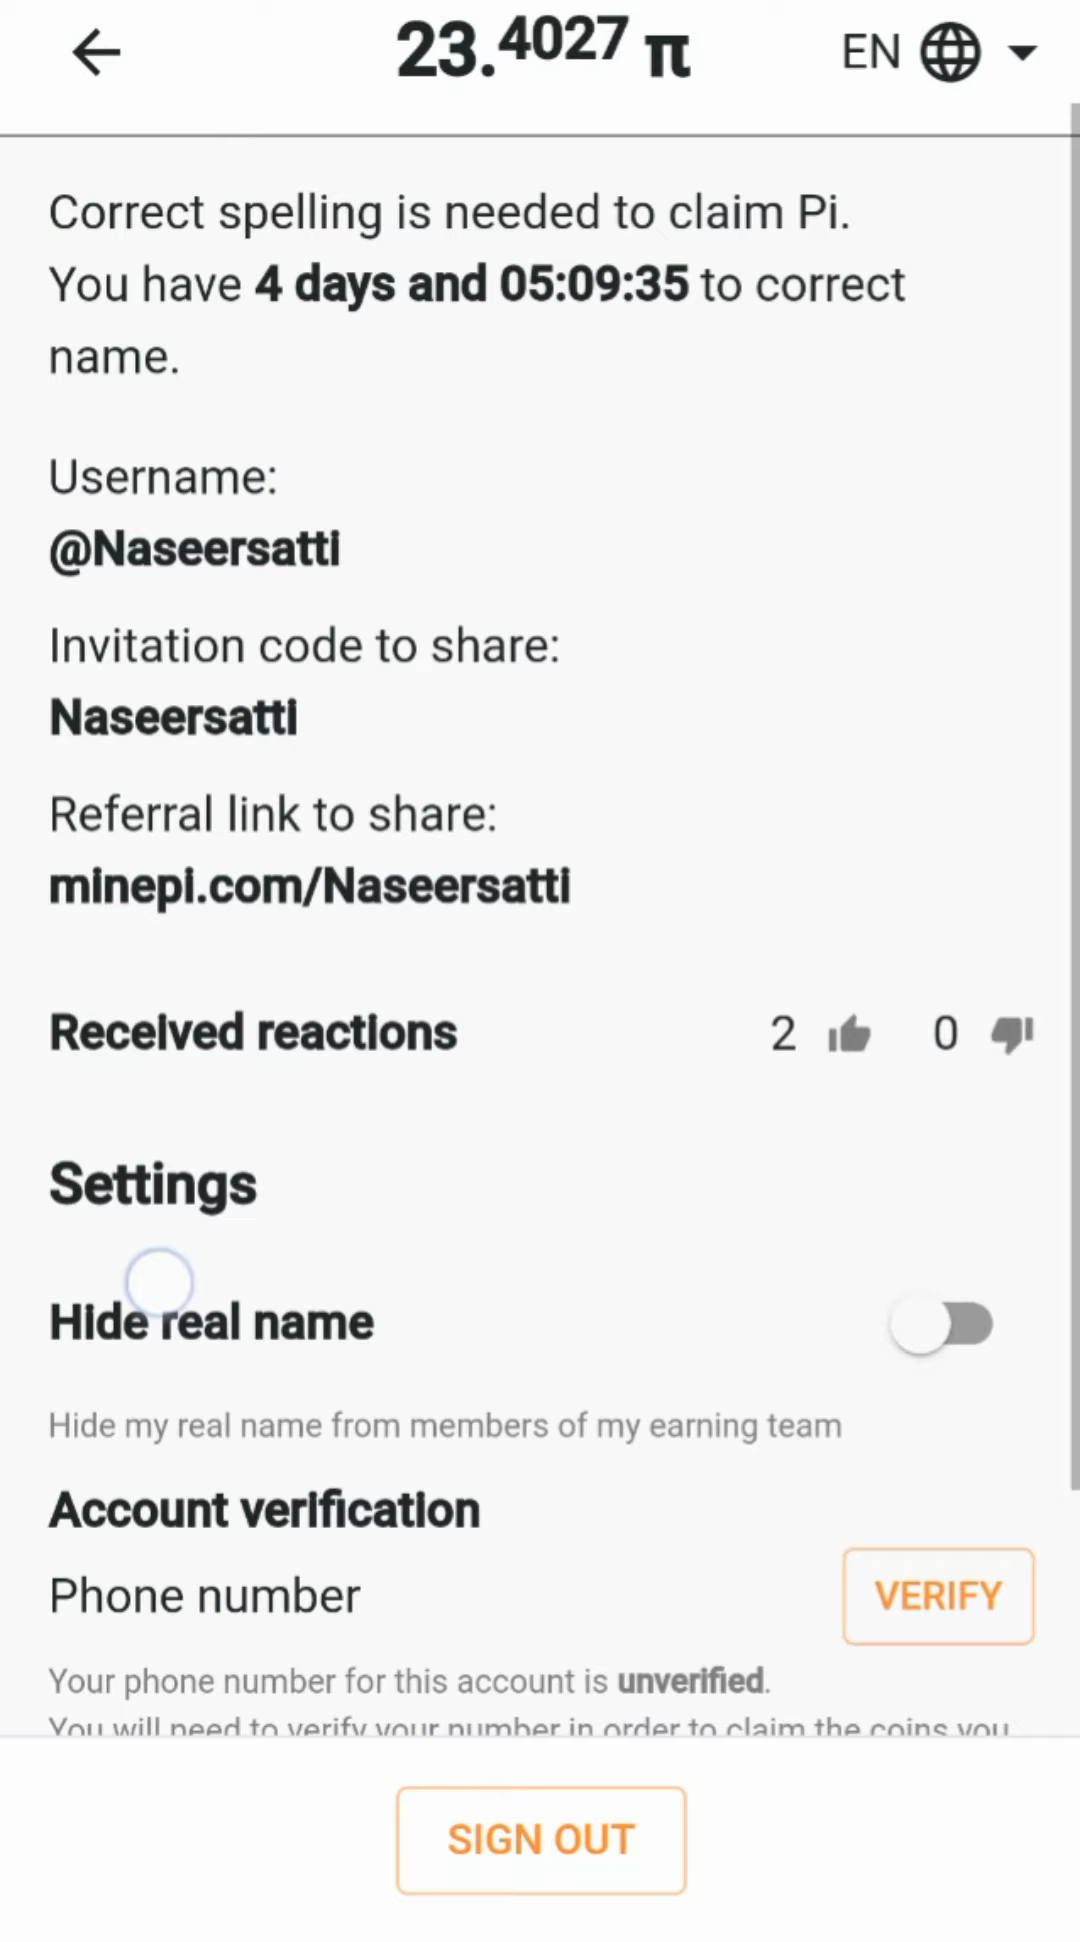 23.4027 π EN
Correct spelling is needed to claim Pi.
You have 4 days and 05:09:35 to correct
name.
Username:
@Naseersatti
Invitation code to share:
Naseersatti
Referral link to share:
minepi.com/Naseersatti
Received reactions 2 0
Settings
Hide real name
Hide my real name from members of my earning team
Account verification
Phone number VERIFY
Your phone number for this account is unverified.
You will need to verify your number in order to claim the coins you
SIGN OUT